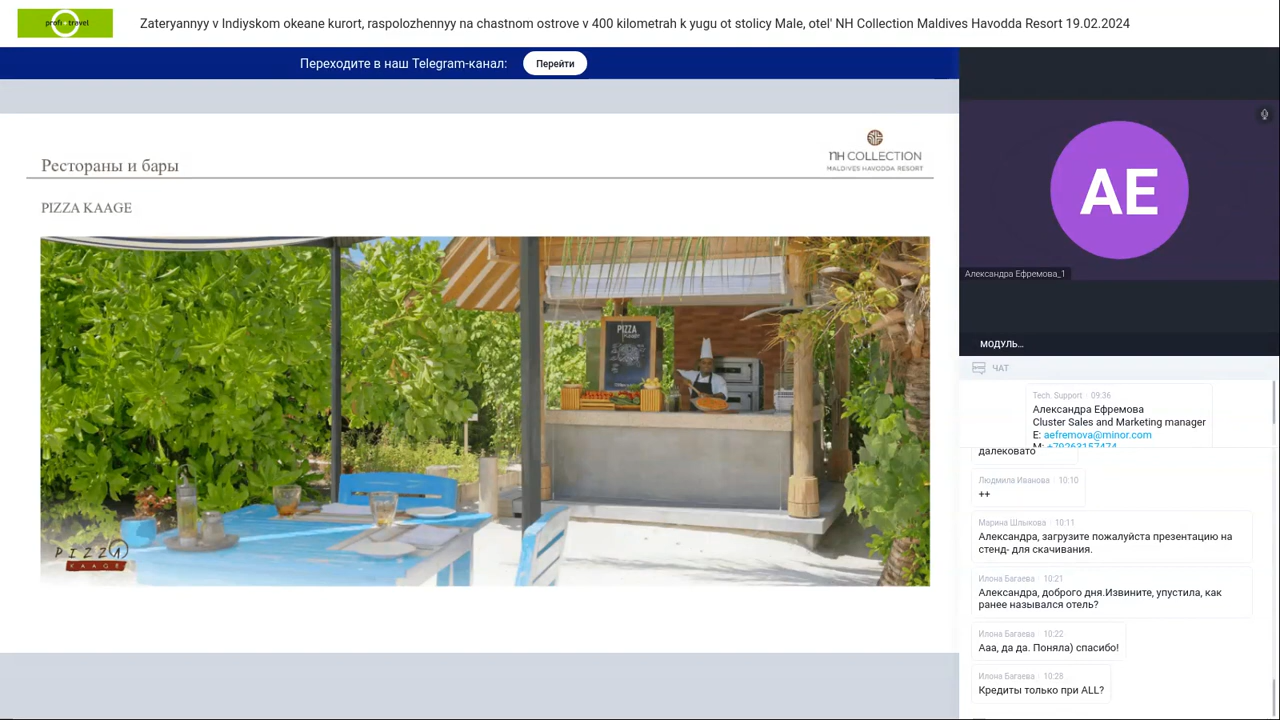 profi travel
Zateryannyy v Indiyskom okeane kurort, raspolozhennyy na otdalennom ostrove v 400 kilometrah k yugu ot stolicy Male, otel' NH Collection Maldives Havodda Resort 19.02.2024
Переходите в наш Telegram-канал:
Перейти
Рестораны и бары
NH COLLECTION
MALDIVES HAVODDA RESORT
PIZZA KAAGE
PIZZA
PIZZA
KAAGE
AE
Александра Ефремова_1
МОДУЛЬ...
ЧАТ
Tech. Support 09:36
Александра Ефремова
Cluster Sales and Marketing manager
E: aefremova@minor.com
M: +79263157474
далековато
Людмила Иванова 10:10
++
Марина Шлыкова 10:11
Александра, загрузите пожалуйста презентацию на
стенд- для скачивания.
Илона Багаева 10:21
Александра, доброго дня.Извините, упустила, как
ранее назывался отель?
Илона Багаева 10:22
Ааа, да да. Поняла) спасибо!
Илона Багаева 10:28
Кредиты только при ALL?